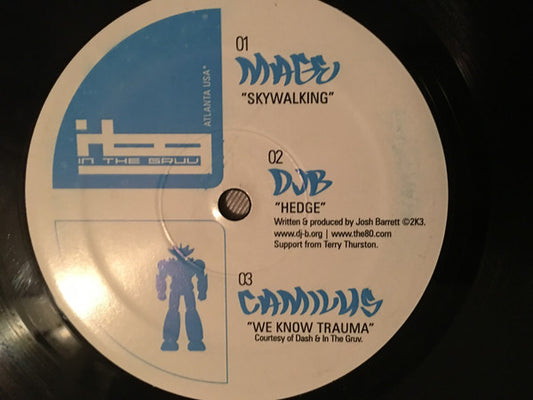 01
MAGE
"SKYWALKING"
ATLANTA USA*
itg
IN THE GRUV
02
DJB
"HEDGE"
Written & produced by Josh Barrett ©2K3.
www.dj-b.org | www.the80.com
Support from Terry Thurston.
03
CAMILUS
"WE KNOW TRAUMA"
Courtesy of Dash & In The Gruv.